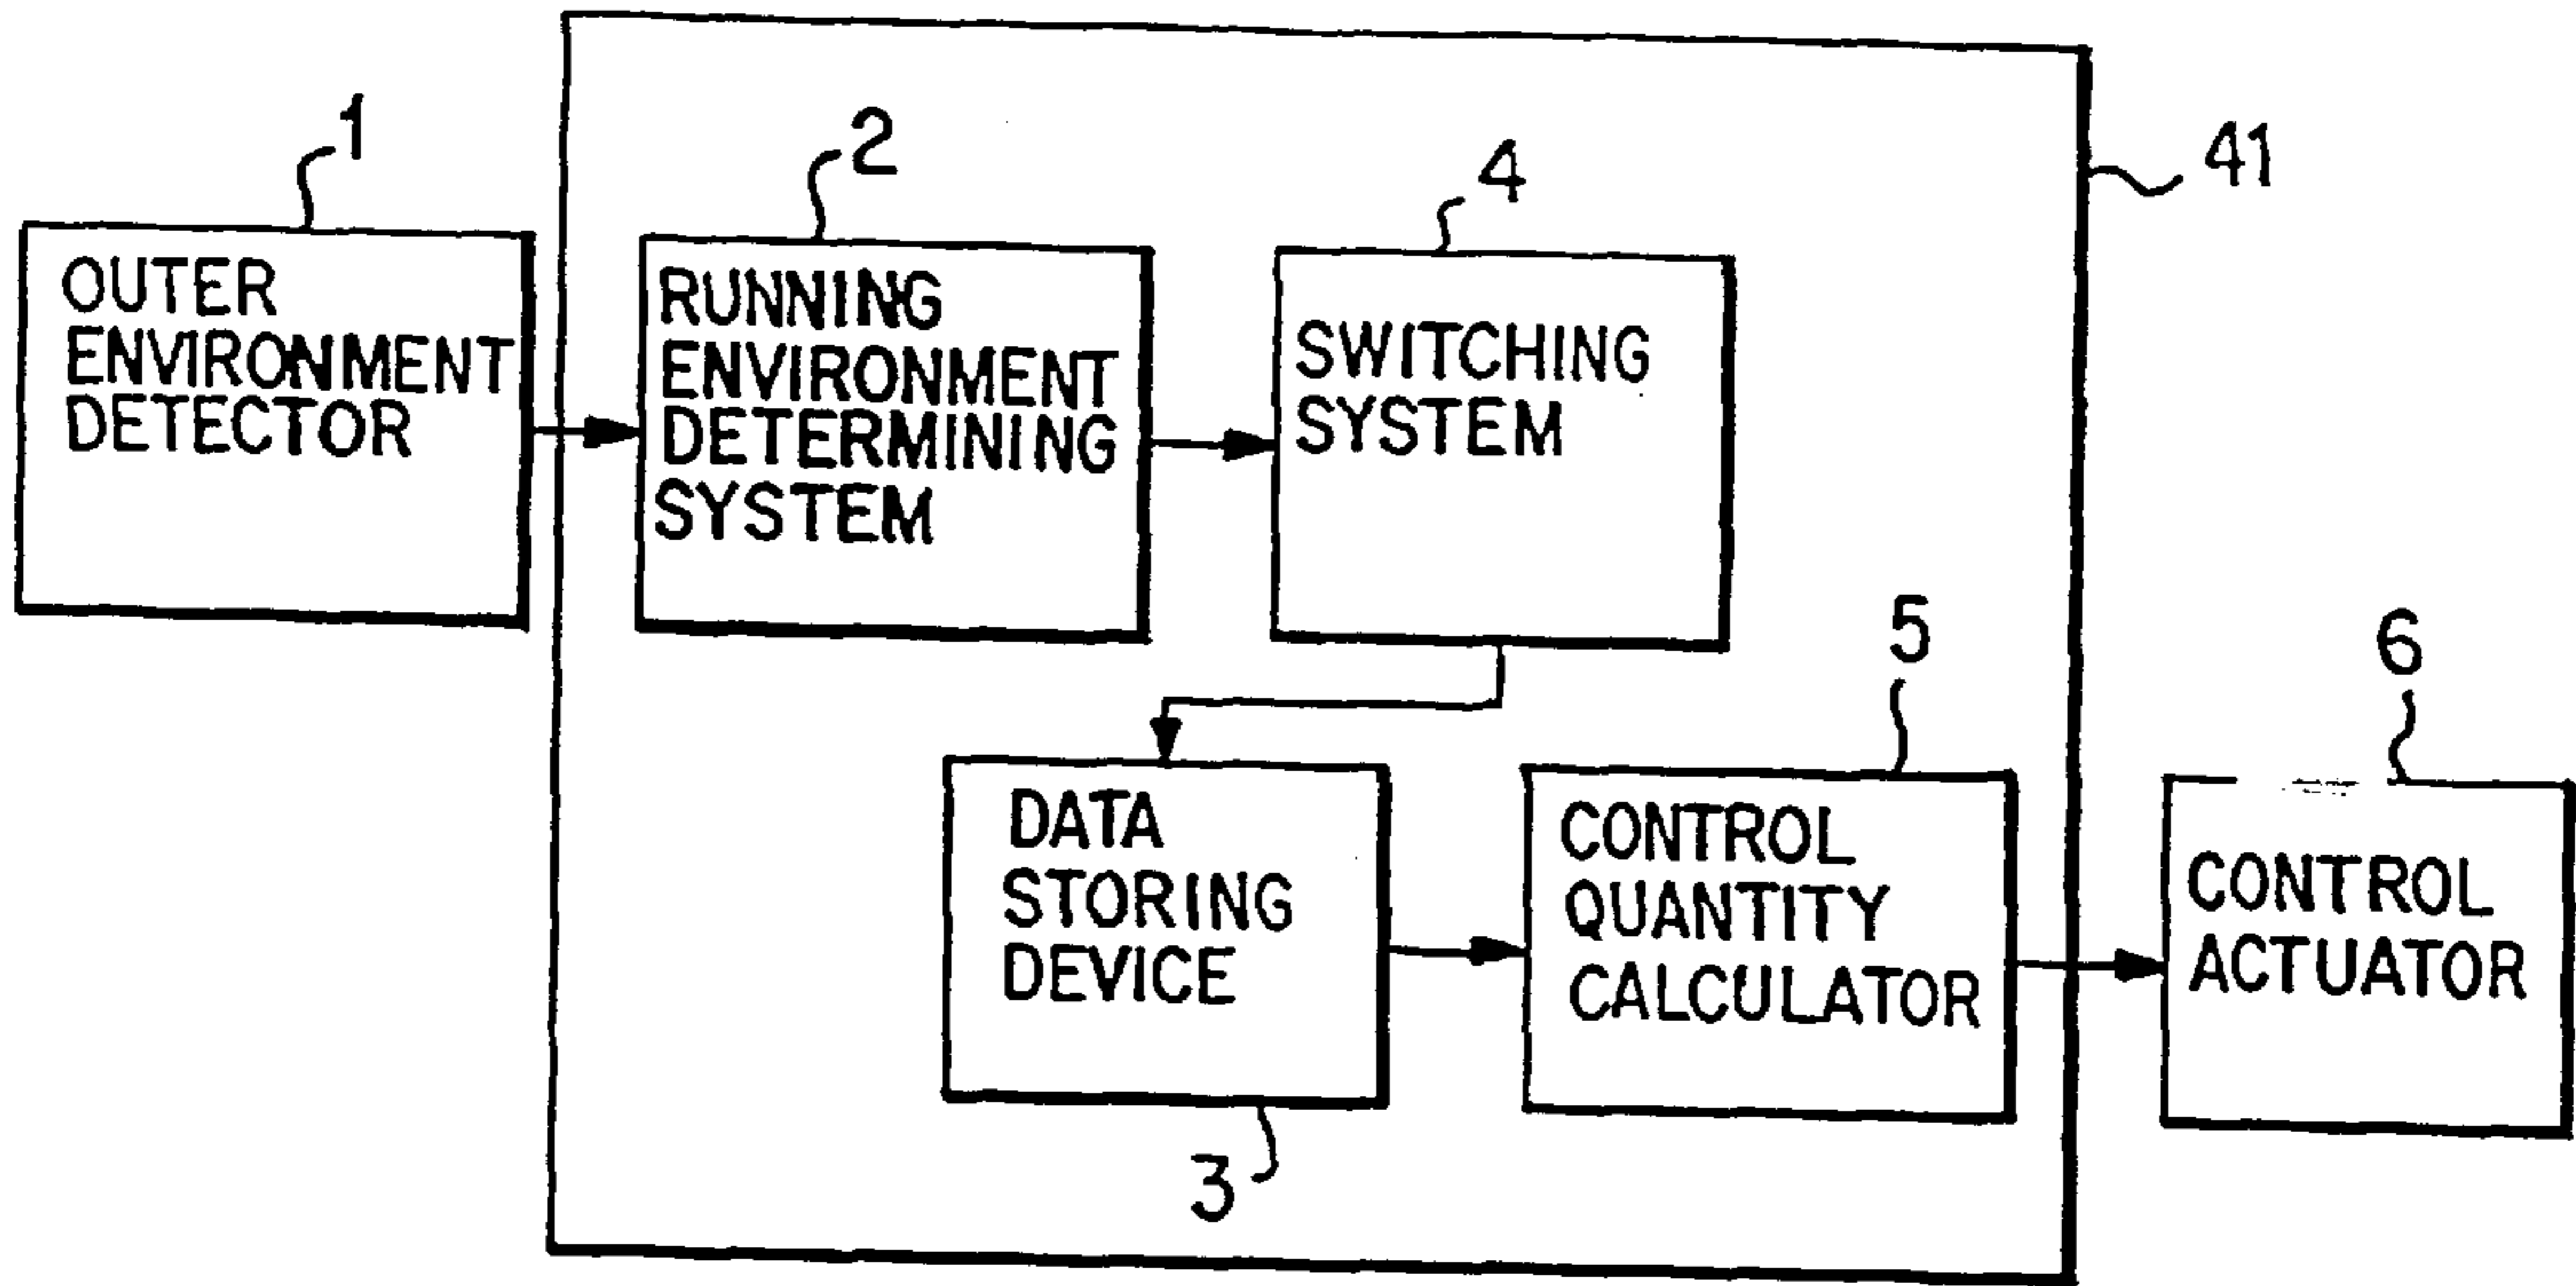 1
2
4
41
OUTER
ENVIRONMENT
DETECTOR
RUNNING
ENVIRONMENT
DETERMINING
SYSTEM
SWITCHING
SYSTEM
5
6
DATA
STORING
DEVICE
CONTROL
QUANTITY
CALCULATOR
CONTROL
ACTUATOR
3